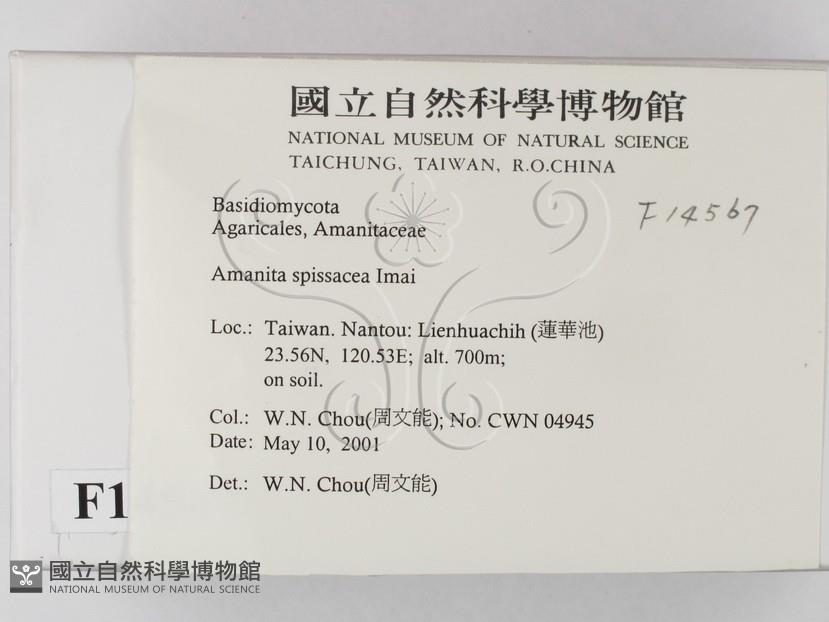 國立自然科學博物館
NATIONAL MUSEUM OF NATURAL SCIENCE
TAICHUNG, TAIWAN, R.O.CHINA
Basidiomycota
Agaricales, Amanitaceae
F14567
Amanita spissacea Imai
Loc.: Taiwan. Nantou: Lienhuachih (蓮華池)
23.56N, 120.53E; alt. 700m;
on soil.
Col.: W.N. Chou(周文能); No. CWN 04945
Date: May 10, 2001
Det.: W.N. Chou(周文能)
F1
國立自然科學博物館
NATIONAL MUSEUM OF NATURAL SCIENCE